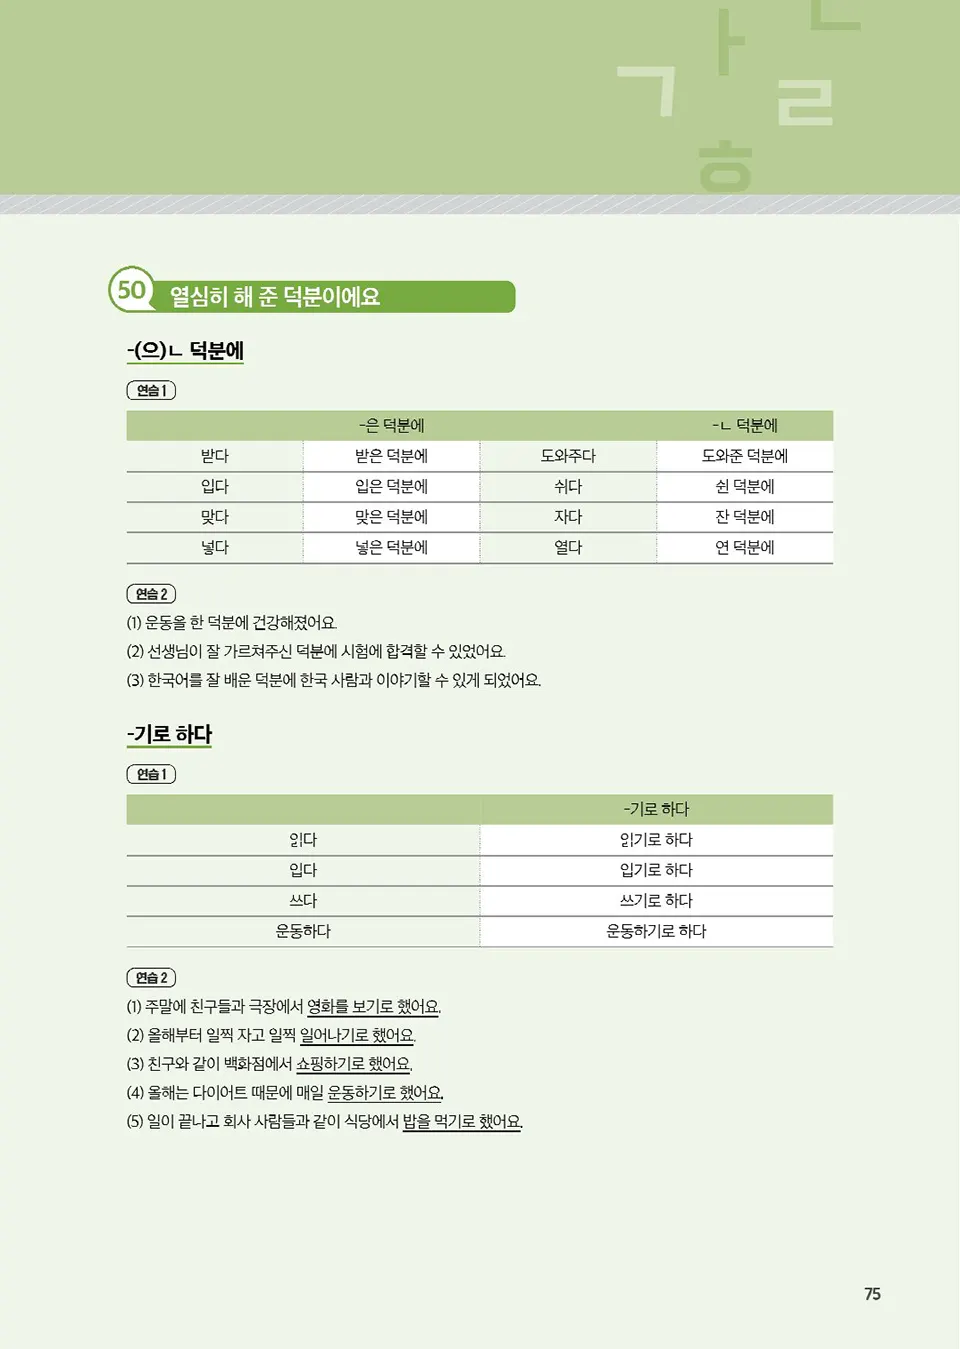 ㄱ ㅏ ㄴ ㄹ ㅎ
50 열심히 해 준 덕분이에요
-(으)ㄴ 덕분에
연습 1
-은 덕분에 -ㄴ 덕분에
받다 받은 덕분에 도와주다 도와준 덕분에
입다 입은 덕분에 쉬다 쉰 덕분에
맞다 맞은 덕분에 자다 잔 덕분에
넣다 넣은 덕분에 열다 연 덕분에
연습 2
(1) 운동을 한 덕분에 건강해졌어요.
(2) 선생님이 잘 가르쳐주신 덕분에 시험에 합격할 수 있었어요.
(3) 한국어를 잘 배운 덕분에 한국 사람과 이야기할 수 있게 되었어요.
-기로 하다
연습 1
-기로 하다
읽다 읽기로 하다
입다 입기로 하다
쓰다 쓰기로 하다
운동하다 운동하기로 하다
연습 2
(1) 주말에 친구들과 극장에서 영화를 보기로 했어요.
(2) 올해부터 일찍 자고 일찍 일어나기로 했어요.
(3) 친구와 같이 백화점에서 쇼핑하기로 했어요.
(4) 올해는 다이어트 때문에 매일 운동하기로 했어요.
(5) 일이 끝나고 회사 사람들과 같이 식당에서 밥을 먹기로 했어요.
75